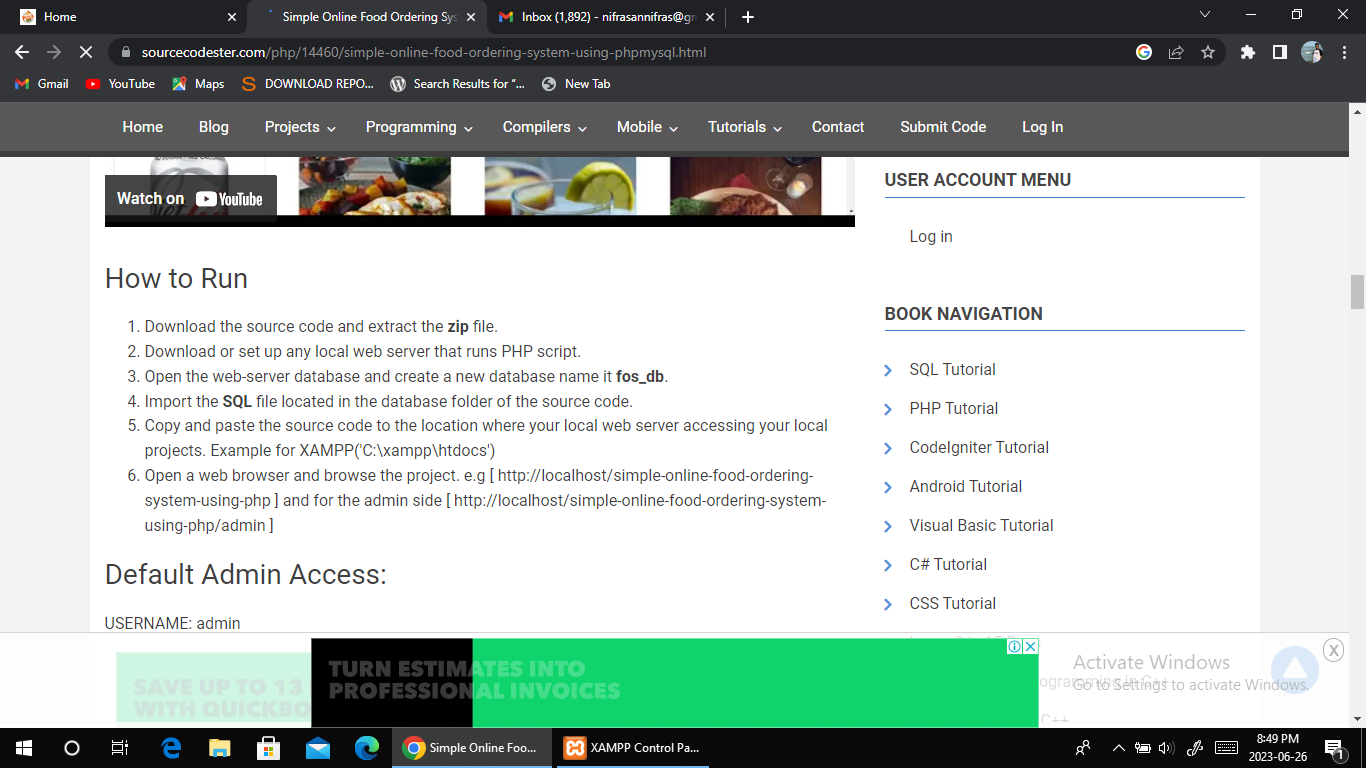 Home
Simple Online Food Ordering Sys
Inbox (1,892) - nifrasannifras@gm
sourcecodester.com/php/14460/simple-online-food-ordering-system-using-phpmysql.html
Gmail
YouTube
Maps
DOWNLOAD REPO...
Search Results for “...
New Tab
Home
Blog
Projects
Programming
Compilers
Mobile
Tutorials
Contact
Submit Code
Log In
Watch on YouTube
How to Run
1. Download the source code and extract the zip file.
2. Download or set up any local web server that runs PHP script.
3. Open the web-server database and create a new database name it fos_db.
4. Import the SQL file located in the database folder of the source code.
5. Copy and paste the source code to the location where your local web server accessing your local
projects. Example for XAMPP('C:\xampp\htdocs')
6. Open a web browser and browse the project. e.g [ http://localhost/simple-online-food-ordering-
system-using-php ] and for the admin side [ http://localhost/simple-online-food-ordering-system-
using-php/admin ]
Default Admin Access:
USERNAME: admin
USER ACCOUNT MENU
Log in
BOOK NAVIGATION
SQL Tutorial
PHP Tutorial
CodeIgniter Tutorial
Android Tutorial
Visual Basic Tutorial
C# Tutorial
CSS Tutorial
C++
SAVE UP TO 13
WITH QUICKBO
TURN ESTIMATES INTO
PROFESSIONAL INVOICES
Activate Windows
Go to Settings to activate Windows.
Simple Online Foo...
XAMPP Control Pa...
8:49 PM
2023-06-26
1